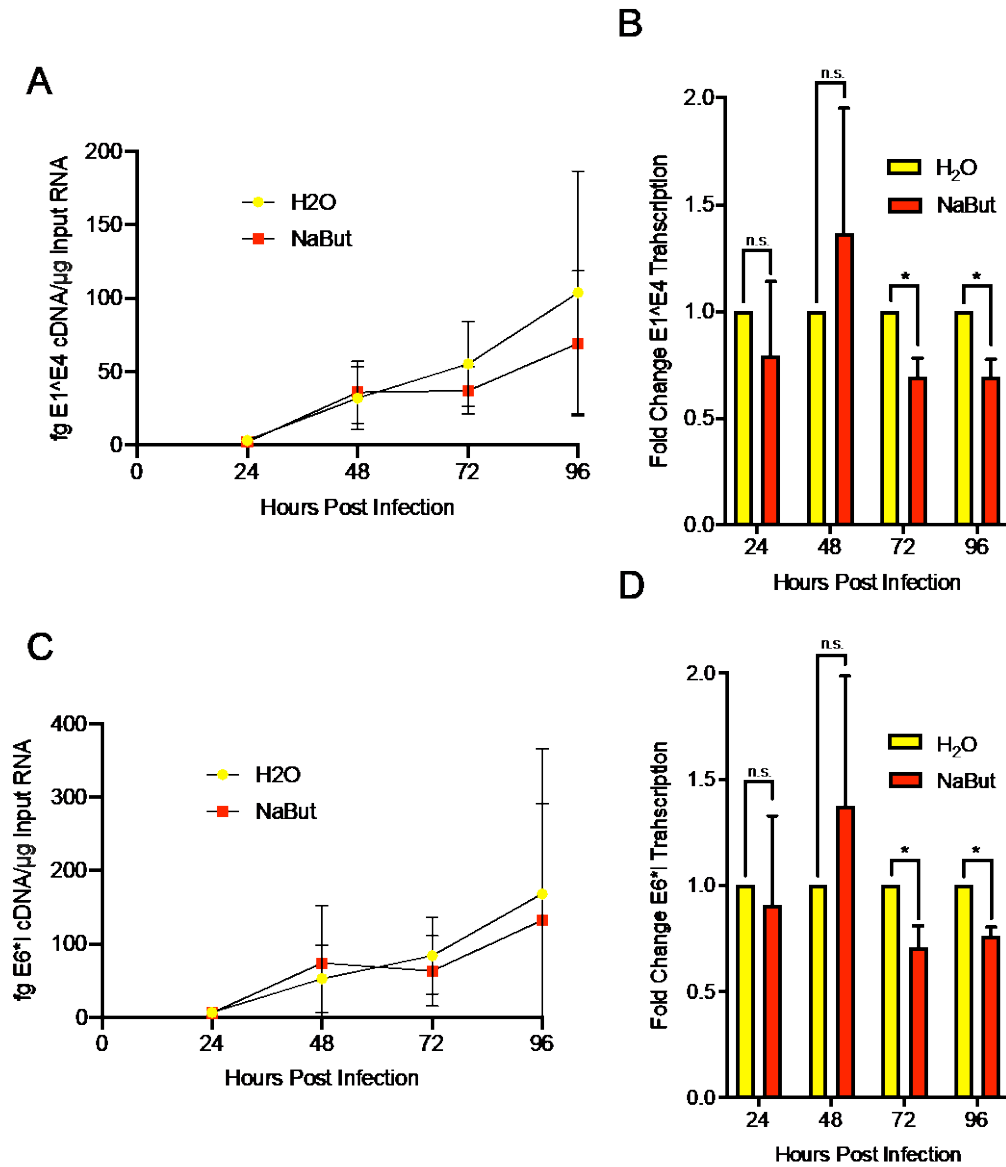 A
fg E1^E4 cDNA/µg Input RNA
200
150
100
50
0
0
24
48
72
96
Hours Post Infection
H2O
NaBut
B
Fold Change E1^E4 Trahscription
2.0
1.5
1.0
0.5
0.0
24
48
72
96
Hours Post Infection
n.s.
n.s.
*
*
H₂O
NaBut
C
fg E6*I cDNA/µg Input RNA
400
300
200
100
0
0
24
48
72
96
Hours Post Infection
H2O
NaBut
D
Fold Change E6*I Trahscription
2.0
1.5
1.0
0.5
0.0
24
48
72
96
Hours Post Infection
n.s.
n.s.
*
*
H₂O
NaBut